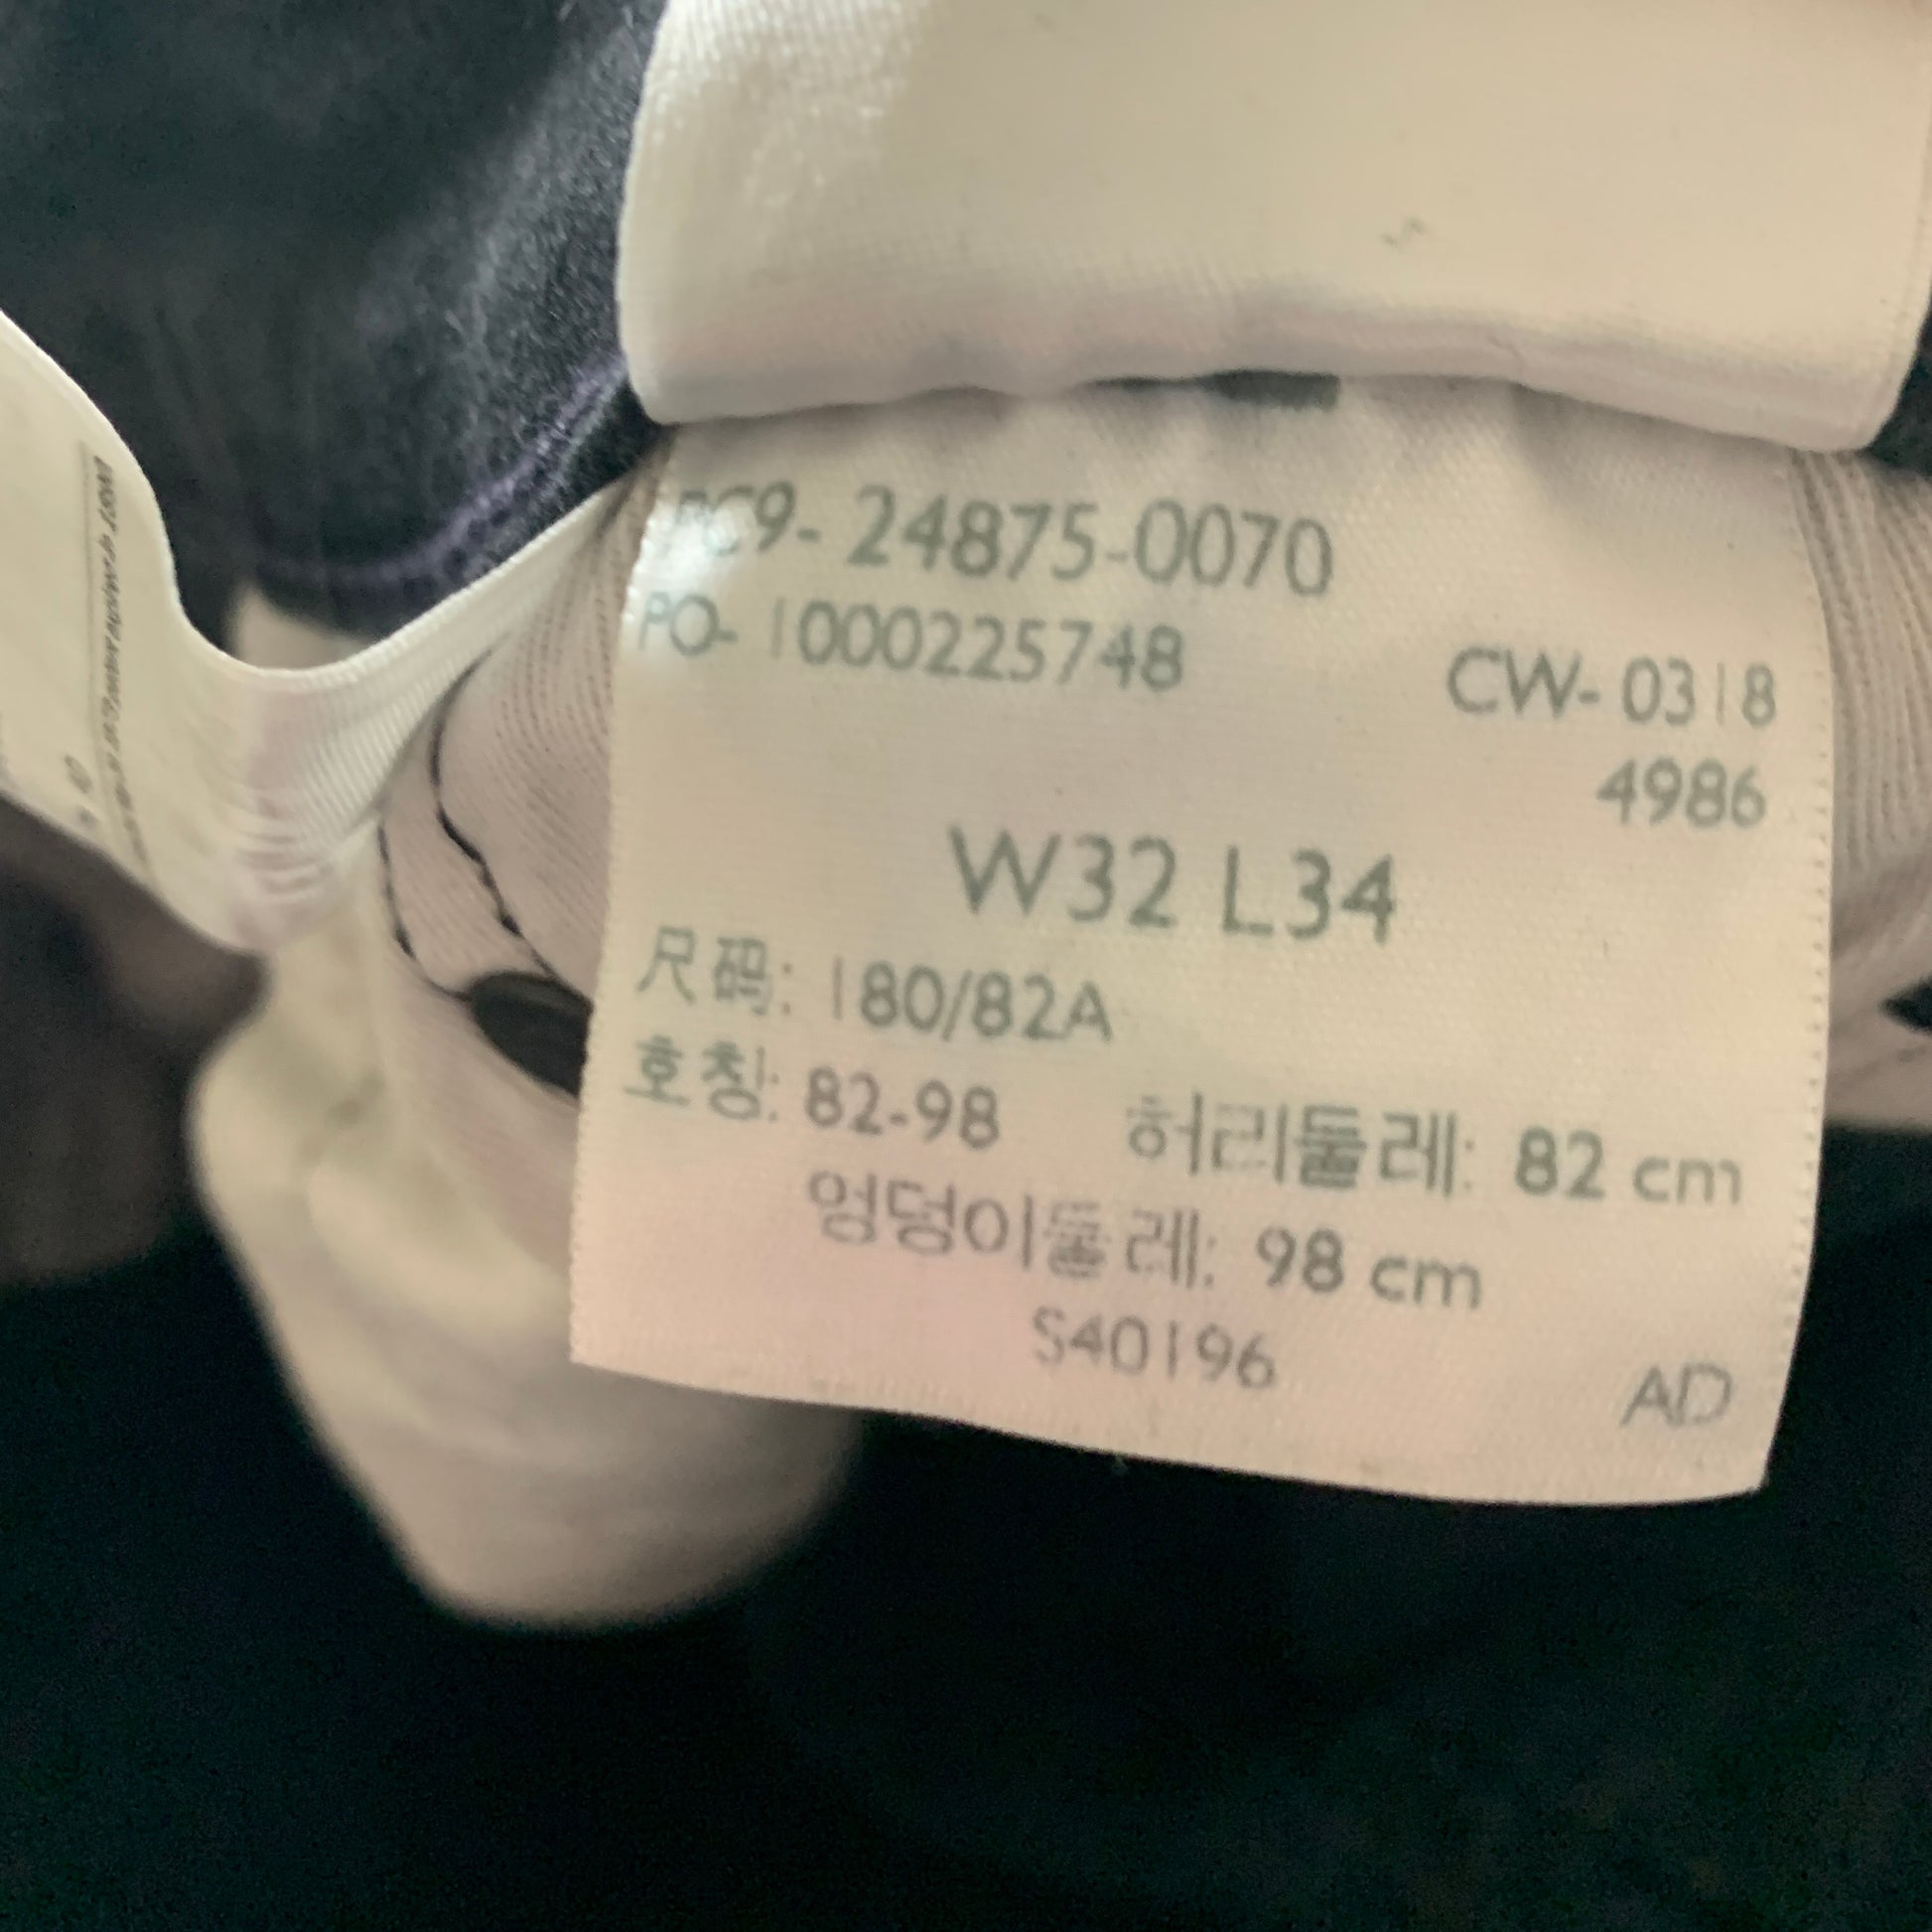 PC9- 24875-0070
PO- 1000225748
CW- 0318
4986
W32 L34
尺码: 180/82A
호칭: 82-98 허리둘레: 82 cm
엉덩이둘레: 98 cm
S40196
AD